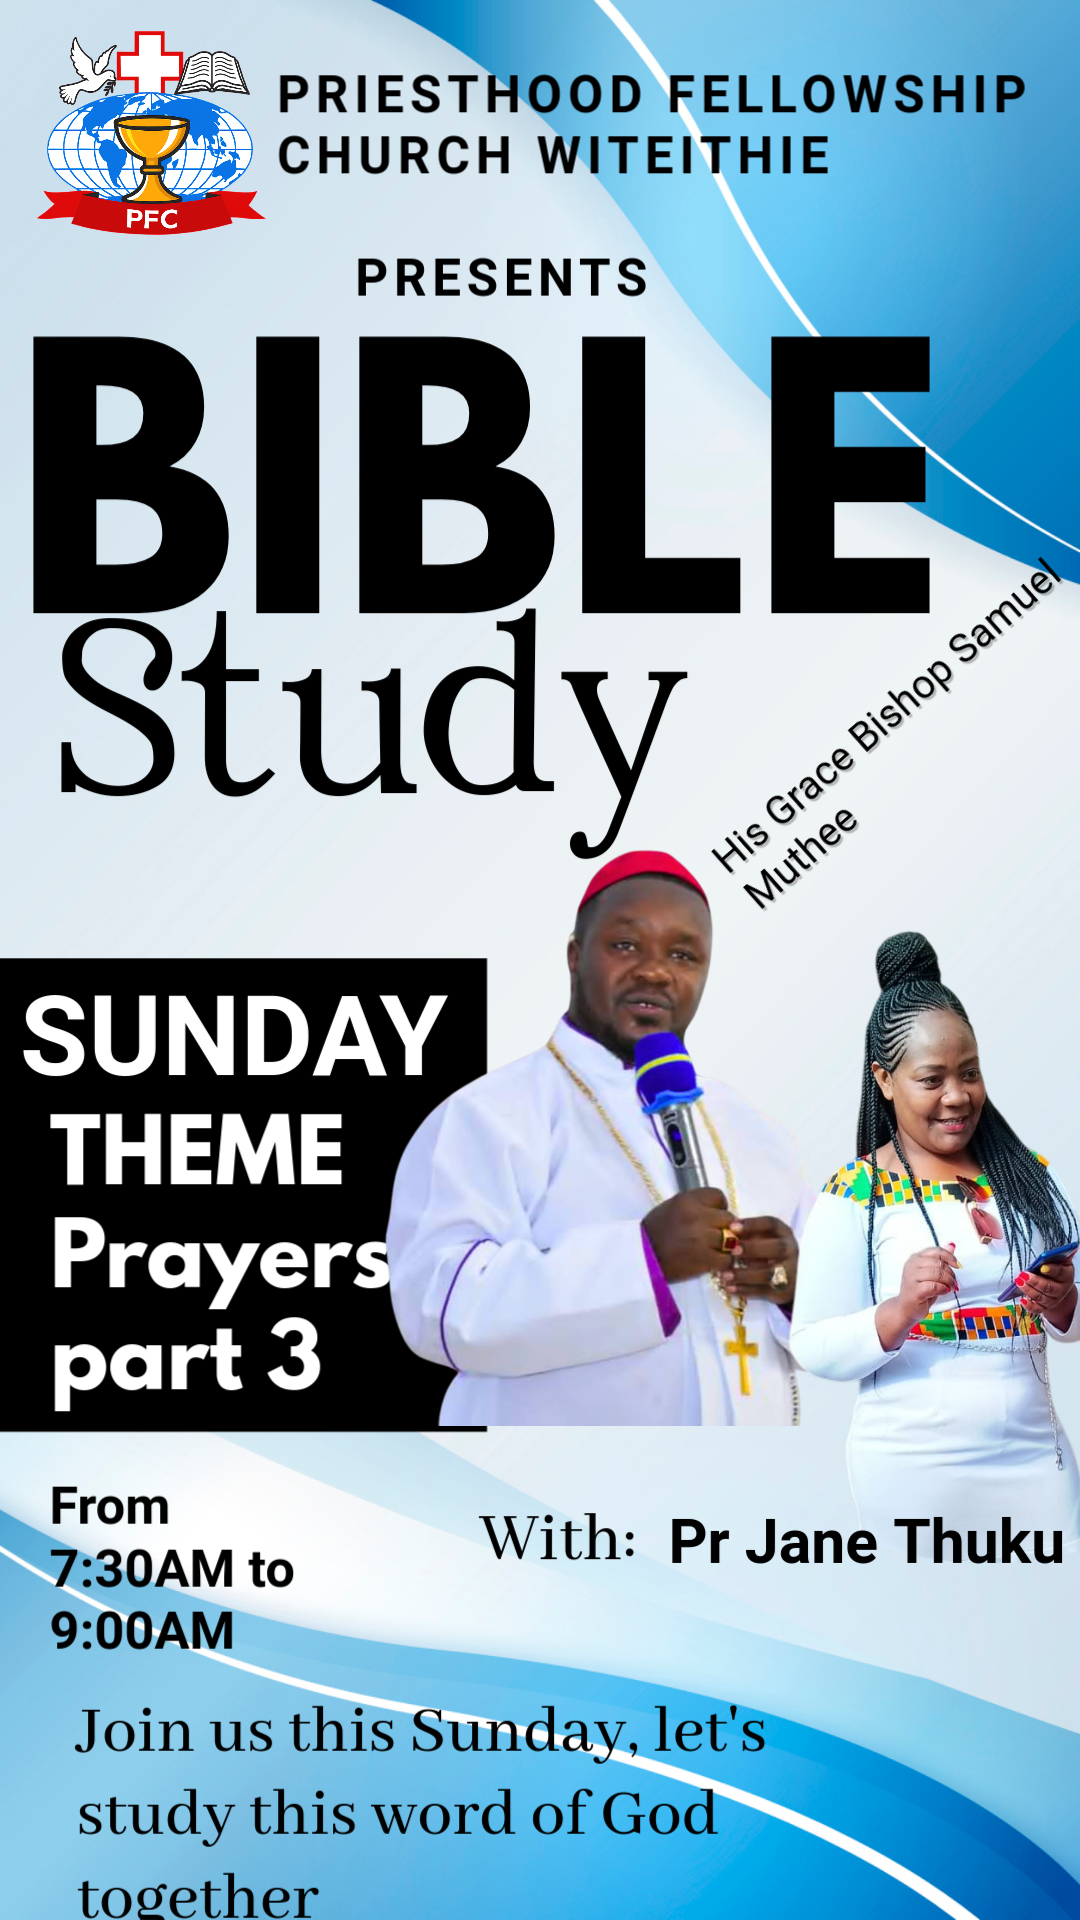 PFC
PRIESTHOOD FELLOWSHIP
CHURCH WITEITHIE
PRESENTS
BIBLE
Study
His Grace Bishop Samuel
Muthee
SUNDAY
THEME
Prayers
part 3
From
7:30AM to
9:00AM
With: Pr Jane Thuku
Join us this Sunday, let's
study this word of God
together